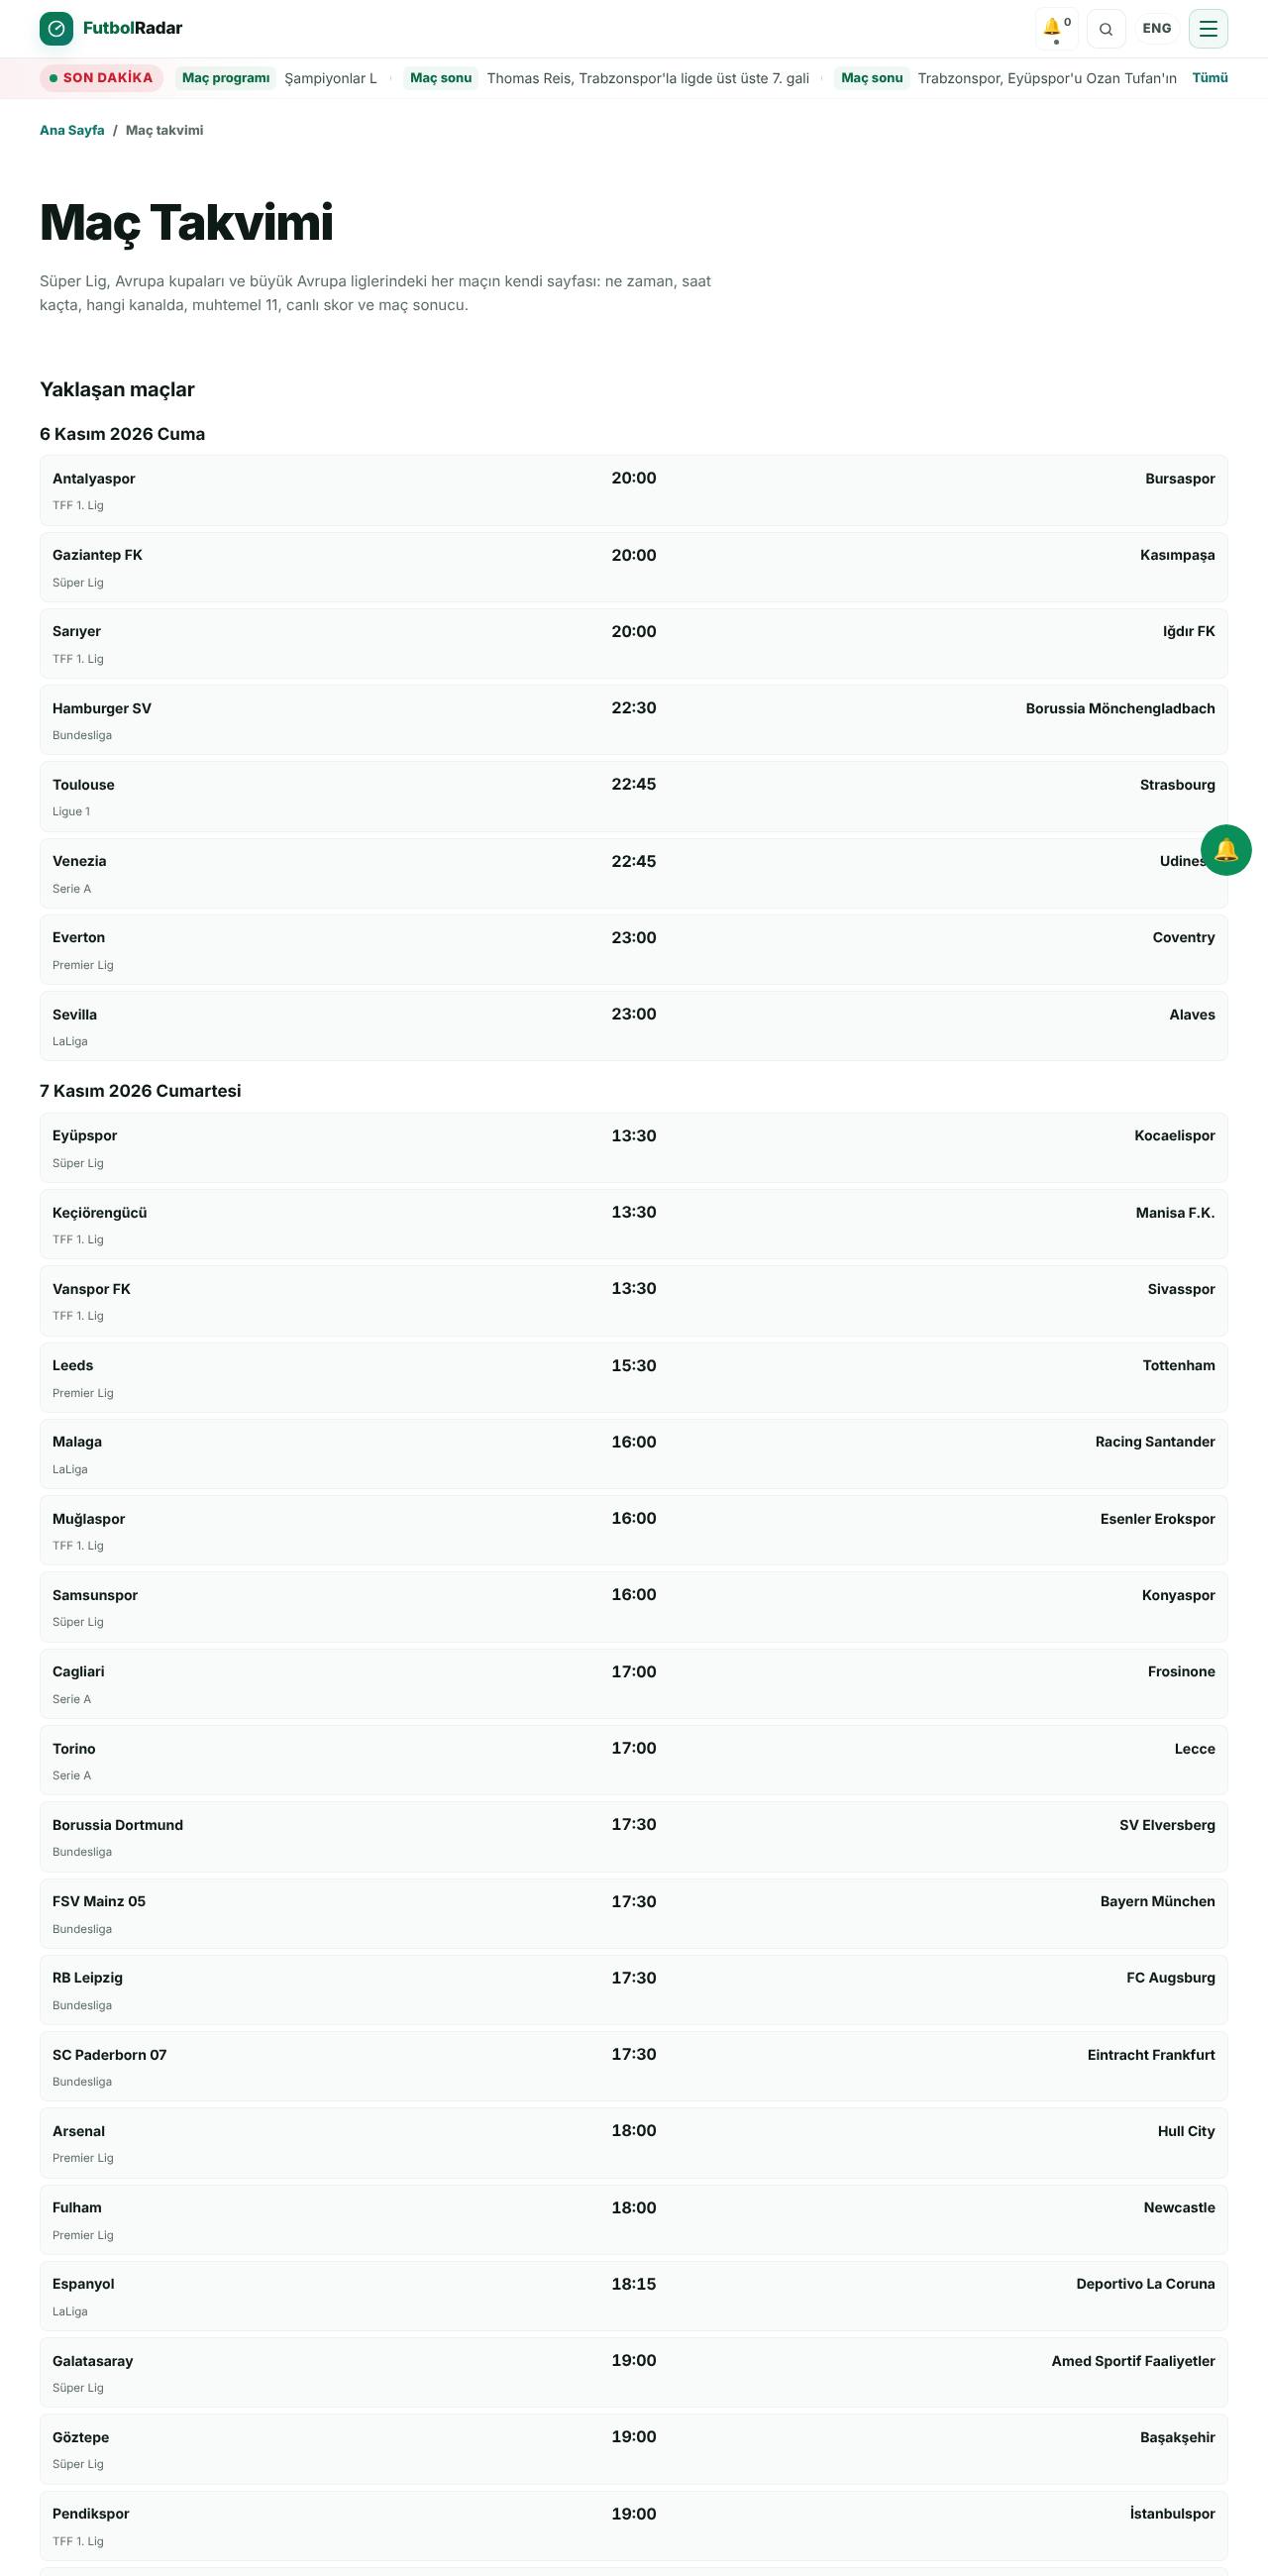 FutbolRadar
0
ENG
SON DAKİKA Maç programı Şampiyonlar L Maç sonu Thomas Reis, Trabzonspor'la ligde üst üste 7. gali Maç sonu Trabzonspor, Eyüpspor'u Ozan Tufan'ın Tümü
Ana Sayfa / Maç takvimi
Maç Takvimi
Süper Lig, Avrupa kupaları ve büyük Avrupa liglerindeki her maçın kendi sayfası: ne zaman, saat
kaçta, hangi kanalda, muhtemel 11, canlı skor ve maç sonucu.
Yaklaşan maçlar
6 Kasım 2026 Cuma
Antalyaspor 20:00 Bursaspor
TFF 1. Lig
Gaziantep FK 20:00 Kasımpaşa
Süper Lig
Sarıyer 20:00 Iğdır FK
TFF 1. Lig
Hamburger SV 22:30 Borussia Mönchengladbach
Bundesliga
Toulouse 22:45 Strasbourg
Ligue 1
Venezia 22:45
Serie A
Everton 23:00 Coventry
Premier Lig
Sevilla 23:00 Alaves
LaLiga
7 Kasım 2026 Cumartesi
Eyüpspor 13:30 Kocaelispor
Süper Lig
Keçiörengücü 13:30 Manisa F.K.
TFF 1. Lig
Vanspor FK 13:30 Sivasspor
TFF 1. Lig
Leeds 15:30 Tottenham
Premier Lig
Malaga 16:00 Racing Santander
LaLiga
Muğlaspor 16:00 Esenler Erokspor
TFF 1. Lig
Samsunspor 16:00 Konyaspor
Süper Lig
Cagliari 17:00 Frosinone
Serie A
Torino 17:00 Lecce
Serie A
Borussia Dortmund 17:30 SV Elversberg
Bundesliga
FSV Mainz 05 17:30 Bayern München
Bundesliga
RB Leipzig 17:30 FC Augsburg
Bundesliga
SC Paderborn 07 17:30 Eintracht Frankfurt
Bundesliga
Arsenal 18:00 Hull City
Premier Lig
Fulham 18:00 Newcastle
Premier Lig
Espanyol 18:15 Deportivo La Coruna
LaLiga
Galatasaray 19:00 Amed Sportif Faaliyetler
Süper Lig
Göztepe 19:00 Başakşehir
Süper Lig
Pendikspor 19:00 İstanbulspor
TFF 1. Lig